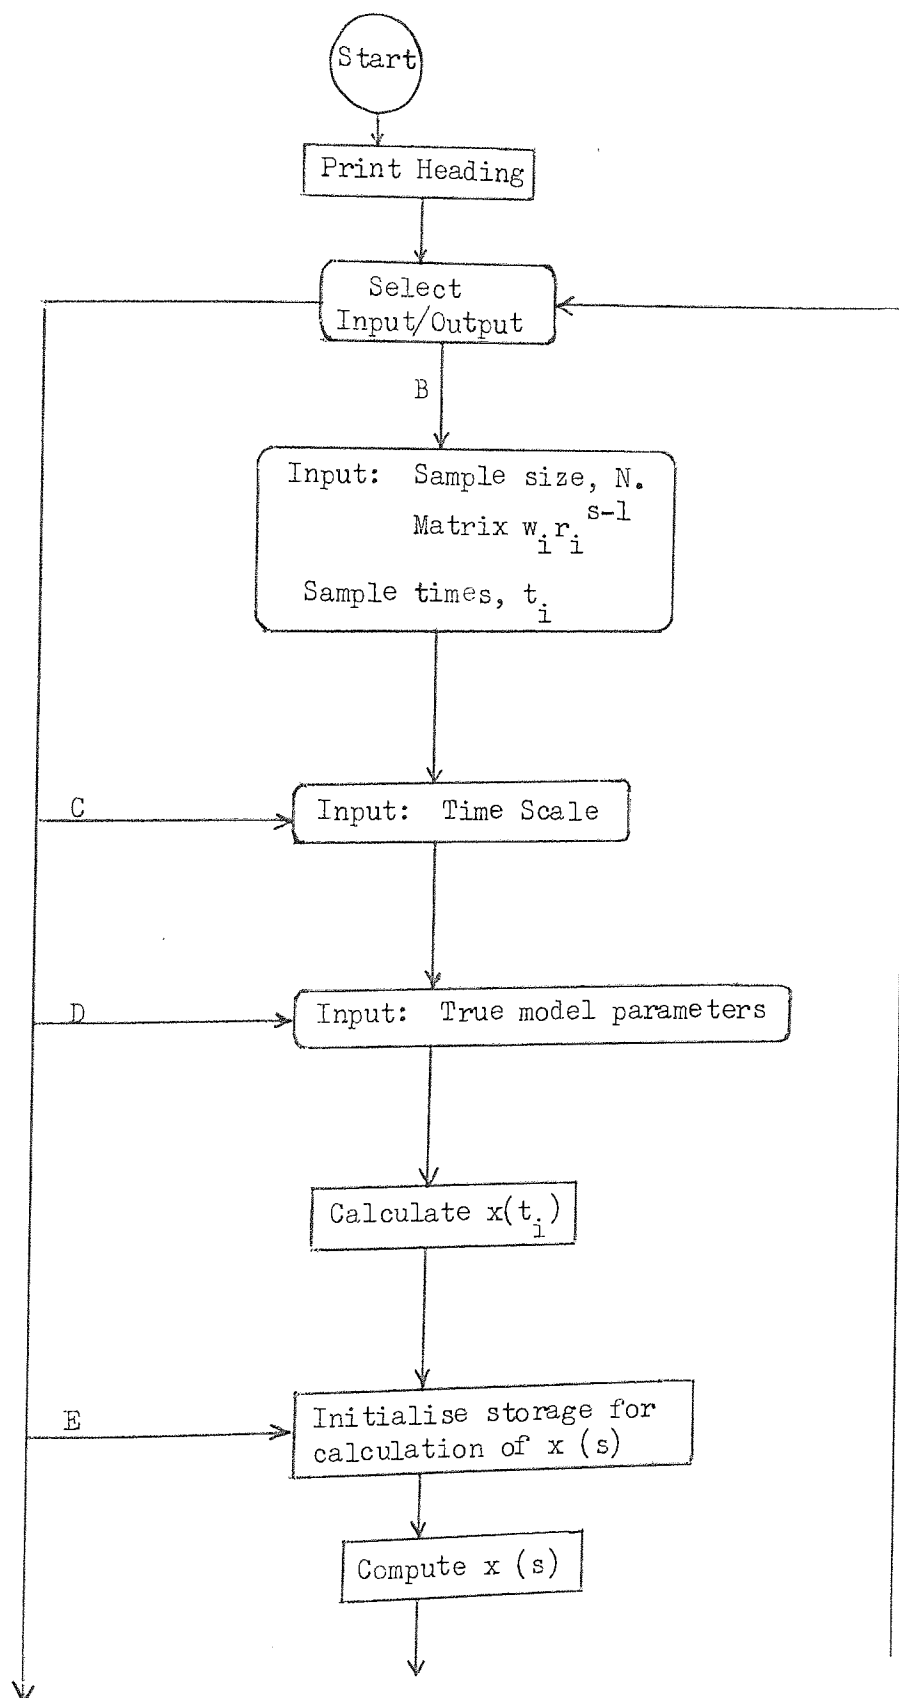 Start
Print Heading
Select
Input/Output
B
Input: Sample size, N.
Matrix w_i r_i^{s-1}
Sample times, t_i
C
Input: Time Scale
D
Input: True model parameters
Calculate x(t_i)
E
Initialise storage for
calculation of x (s)
Compute x (s)